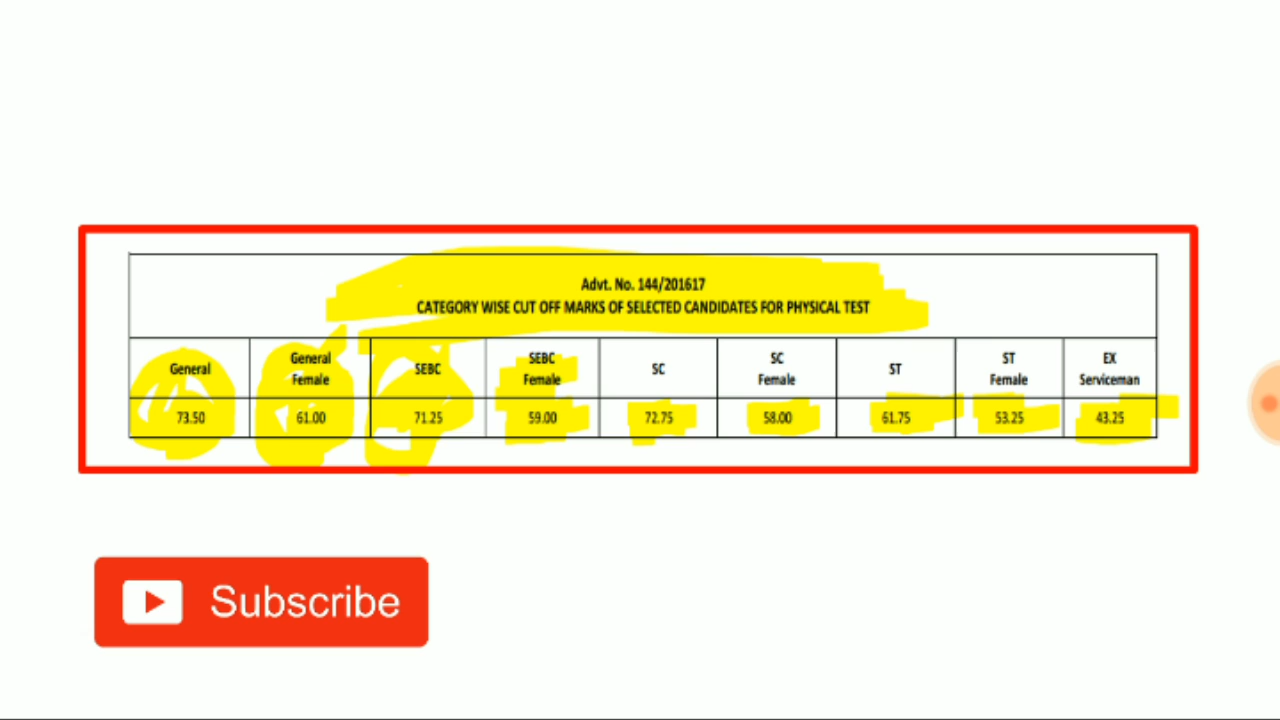 Advt. No. 144/201617
CATEGORY WISE CUT OFF MARKS OF SELECTED CANDIDATES FOR PHYSICAL TEST
General General Female SEBC SEBC Female SC SC Female ST ST Female EX Serviceman
73.50 61.00 71.25 59.00 72.75 58.00 61.75 53.25 43.25
Subscribe